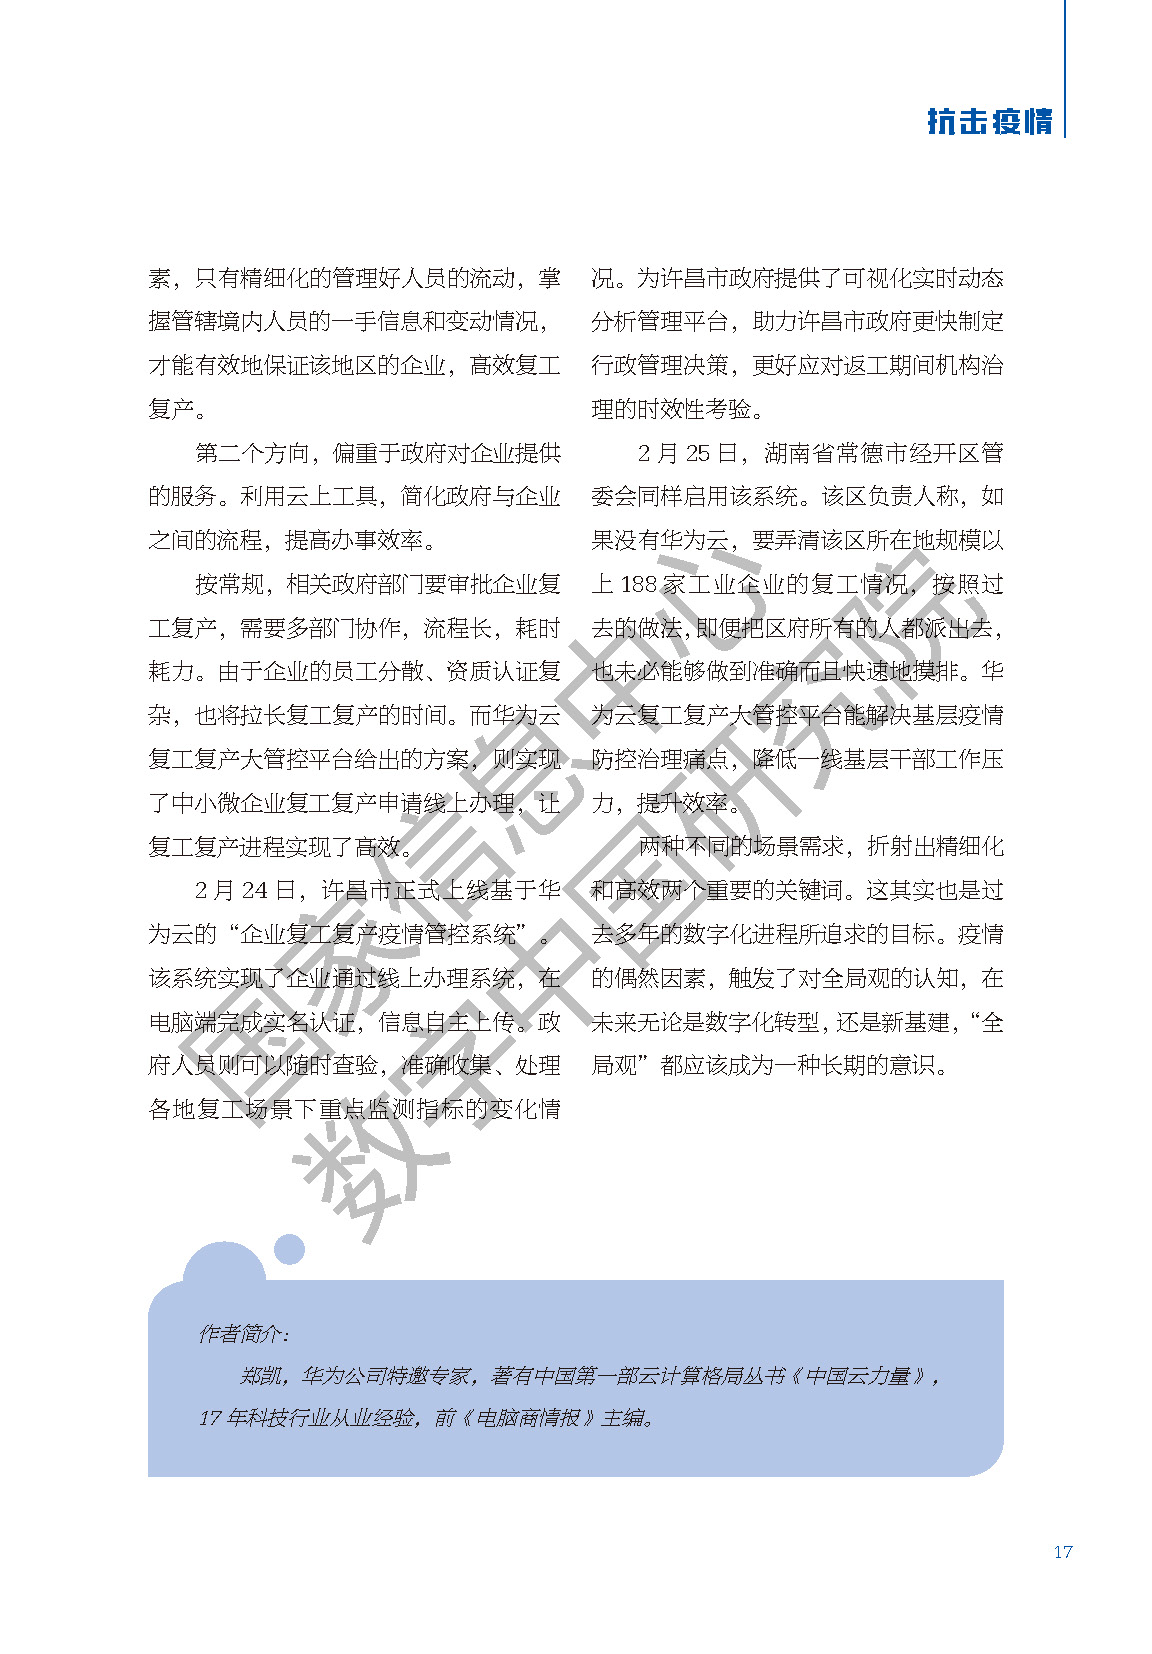 抗击疫情
素，只有精细化的管理好人员的流动，掌
握管辖境内人员的一手信息和变动情况，
才能有效地保证该地区的企业，高效复工
复产。
第二个方向，偏重于政府对企业提供
的服务。利用云上工具，简化政府与企业
之间的流程，提高办事效率。
按常规，相关政府部门要审批企业复
工复产，需要多部门协作，流程长，耗时
耗力。由于企业的员工分散、资质认证复
杂，也将拉长复工复产的时间。而华为云
复工复产大管控平台给出的方案，则实现
了中小微企业复工复产申请线上办理，让
复工复产进程实现了高效。
2 月 24 日，许昌市正式上线基于华
为云的“企业复工复产疫情管控系统”。
该系统实现了企业通过线上办理系统，在
电脑端完成实名认证，信息自主上传。政
府人员则可以随时查验，准确收集、处理
各地复工场景下重点监测指标的变化情
况。为许昌市政府提供了可视化实时动态
分析管理平台，助力许昌市政府更快制定
行政管理决策，更好应对返工期间机构治
理的时效性考验。
2 月 25 日，湖南省常德市经开区管
委会同样启用该系统。该区负责人称，如
果没有华为云，要弄清该区所在地规模以
上 188 家工业企业的复工情况，按照过
去的做法，即便把区府所有的人都派出去，
也未必能够做到准确而且快速地摸排。华
为云复工复产大管控平台能解决基层疫情
防控治理痛点，降低一线基层干部工作压
力，提升效率。
两种不同的场景需求，折射出精细化
和高效两个重要的关键词。这其实也是过
去多年的数字化进程所追求的目标。疫情
的偶然因素，触发了对全局观的认知，在
未来无论是数字化转型，还是新基建，“全
局观”都应该成为一种长期的意识。
国家信息中心
数字中国研究院
作者简介：
郑凯，华为公司特邀专家，著有中国第一部云计算格局丛书《中国云力量》，
17 年科技行业从业经验，前《电脑商情报》主编。
17